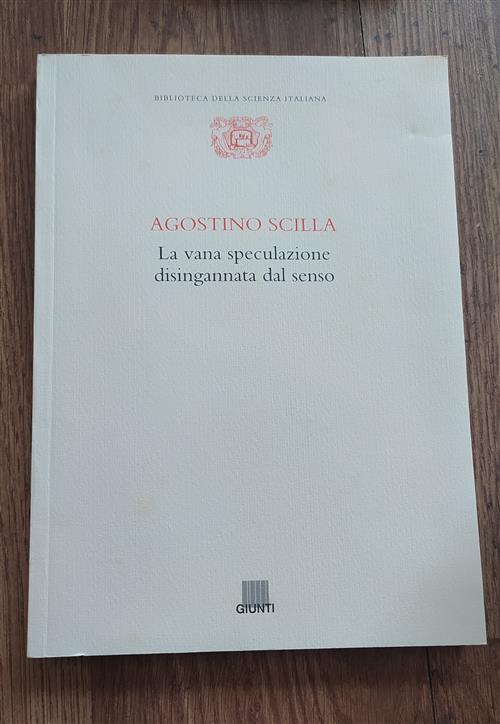 BIBLIOTECA DELLA SCIENZA ITALIANA
AGOSTINO SCILLA
La vana speculazione
disingannata dal senso
GIUNTI